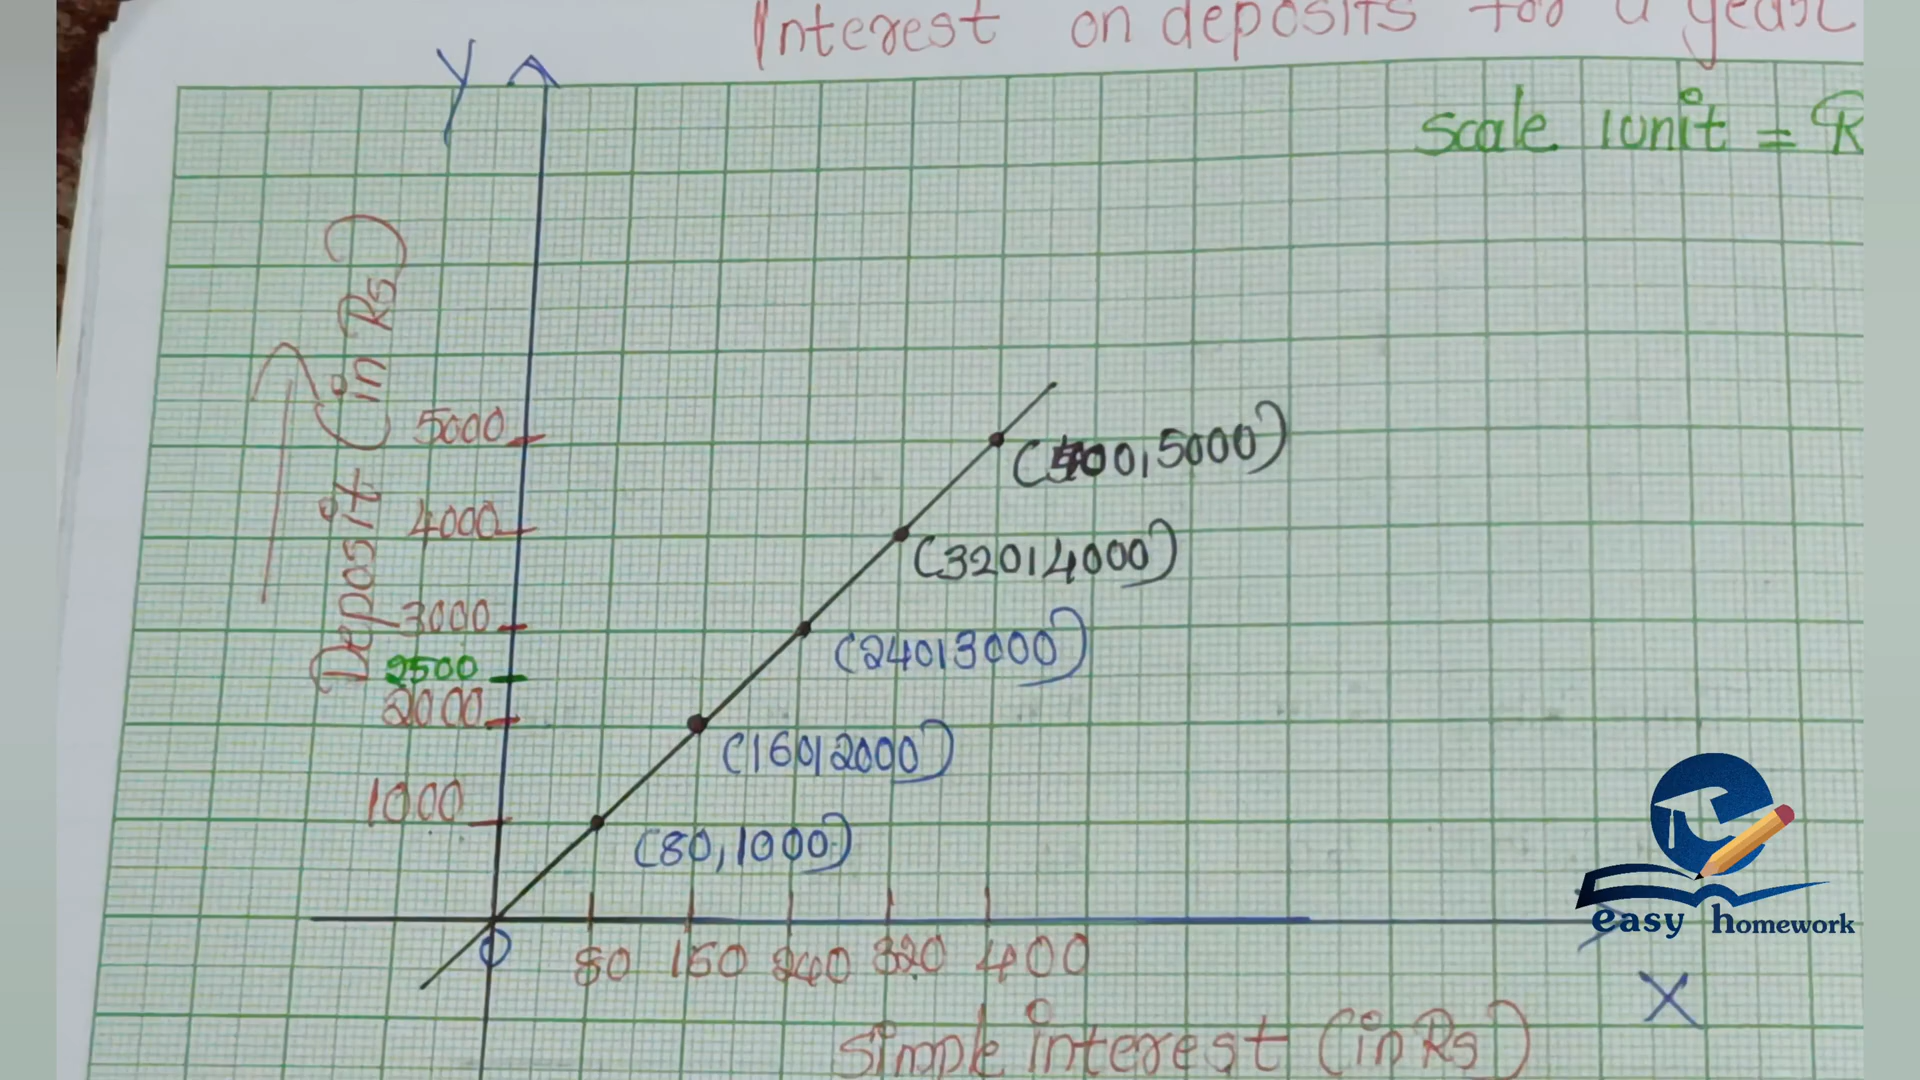 Interest on deposits for a year
Y
scale 1unit = R
Deposit (in Rs)
5000
(400,5000)
4000
(320,4000)
3000
(240,3000)
2500
2000
(160,2000)
1000
(80,1000)
O
80 160 240 320 400
X
Simple interest (in Rs)
easy homework